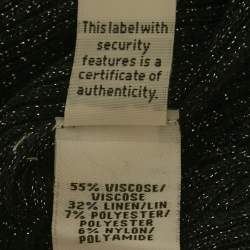 This label with
security
features is a
certificate of
authenticity.
55% VISCOSE/
VISCOSE
32% LINEN/LIN
7% POLYESTER/
POLYESTER
6% NYLON/
POLYAMIDE